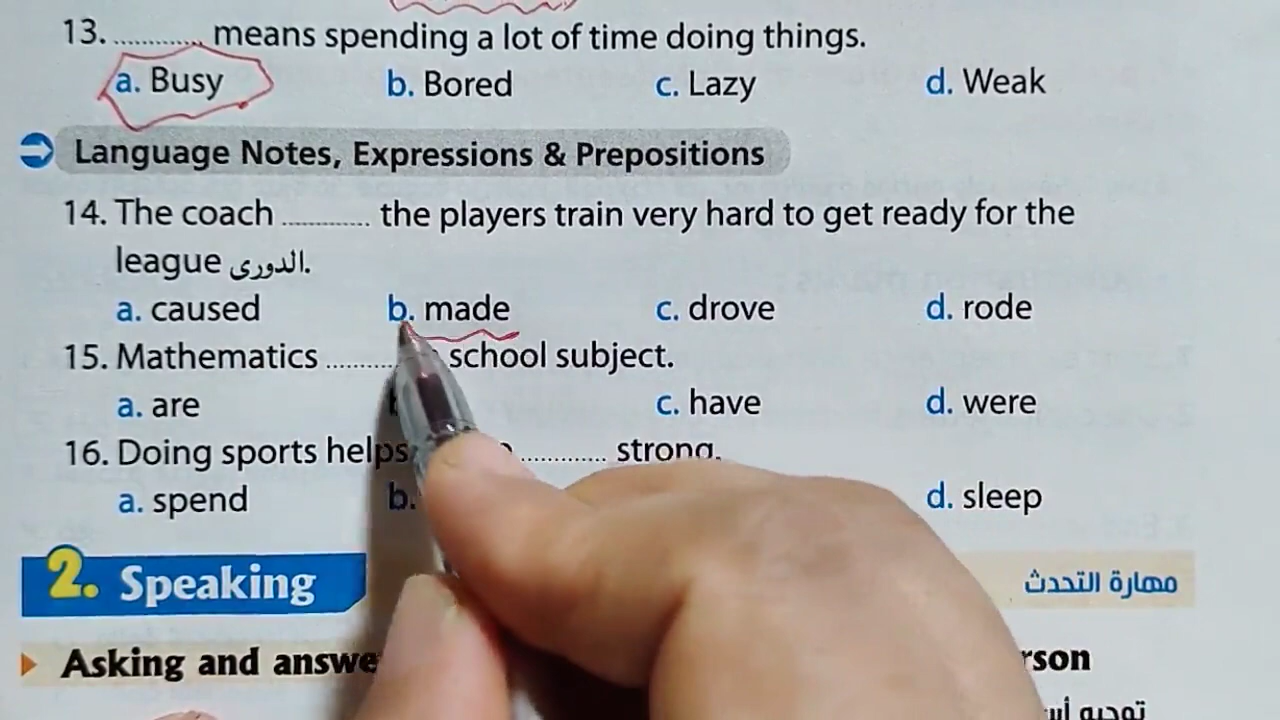 13. ............ means spending a lot of time doing things.
a. Busy b. Bored c. Lazy d. Weak
Language Notes, Expressions & Prepositions
14. The coach ............ the players train very hard to get ready for the
league الدورى.
a. caused b. made c. drove d. rode
15. Mathematics .......... school subject.
a. are c. have d. were
16. Doing sports helps ............ strong.
a. spend b. d. sleep
2. Speaking مهارة التحدث
Asking and